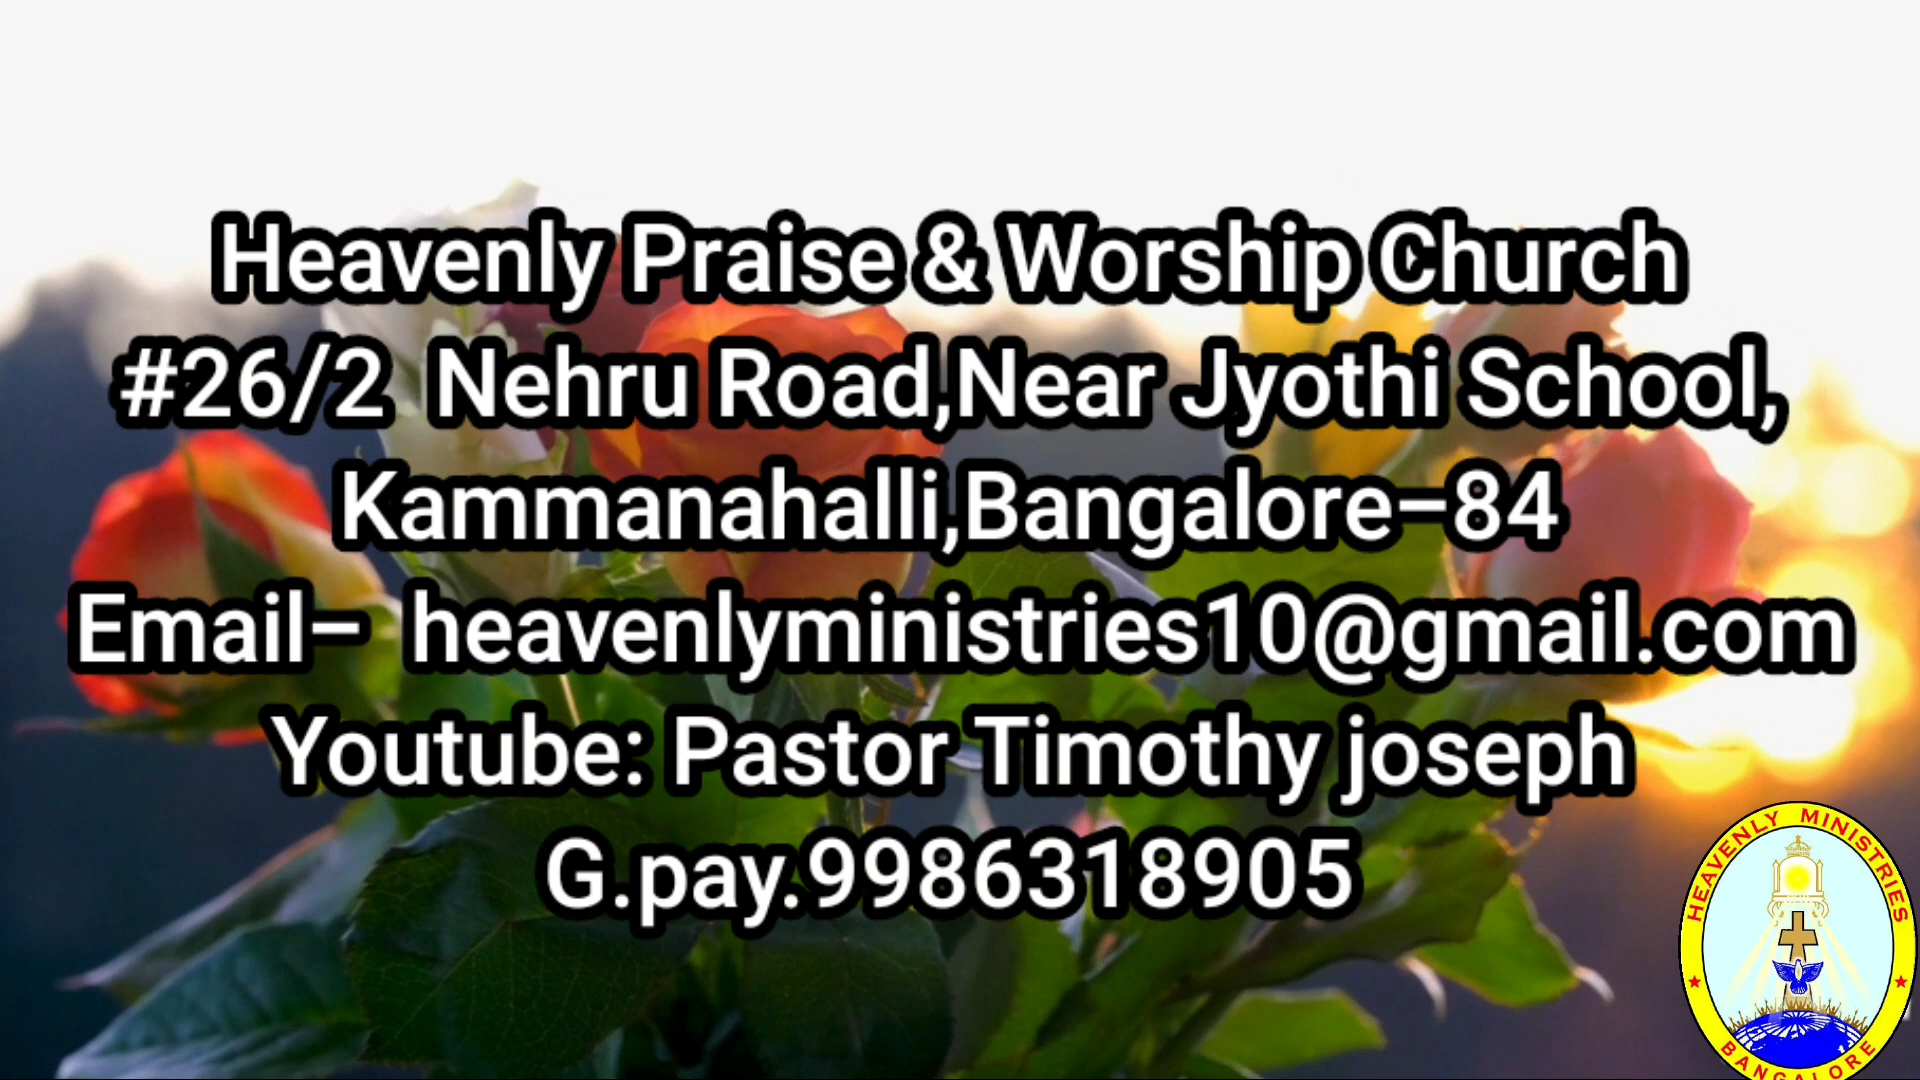 Heavenly Praise & Worship Church
#26/2  Nehru Road,Near Jyothi School,
Kammanahalli,Bangalore–84
Email–  heavenlyministries10@gmail.com
Youtube: Pastor Timothy joseph
G.pay.9986318905
HEAVENLY MINISTRIES
BANGALORE